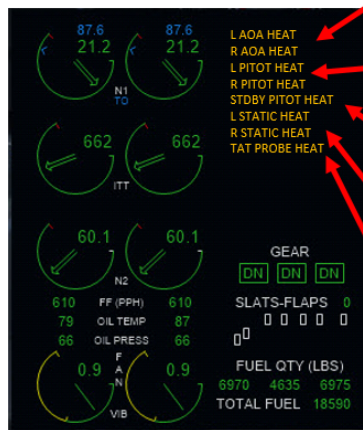 87.6 87.6
21.2 21.2
N1
TO
662 662
ITT
60.1 60.1
N2
610 FF (PPH) 610
79 OIL TEMP 87
66 OIL PRESS 66
FAN
0.9 0.9
VIB
L AOA HEAT
R AOA HEAT
L PITOT HEAT
R PITOT HEAT
STDBY PITOT HEAT
L STATIC HEAT
R STATIC HEAT
TAT PROBE HEAT
GEAR
DN DN DN
SLATS-FLAPS 0
FUEL QTY (LBS)
6970 4635 6975
TOTAL FUEL 18590